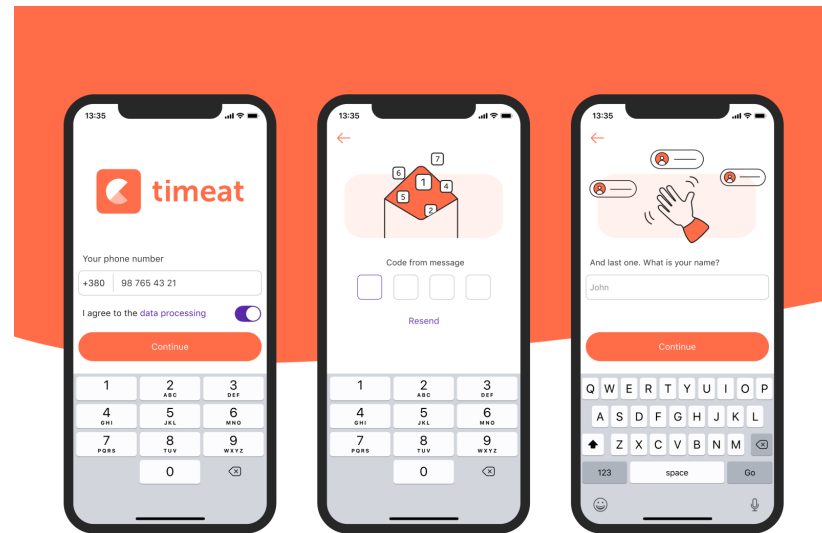 13:35
timeat
Your phone number
+380 98 765 43 21
I agree to the data processing
Continue
1 2 3
ABC DEF
4 5 6
GHI JKL MNO
7 8 9
PQRS TUV WXYZ
0
13:35
7
6
1 4
5
2
Code from message
Resend
1 2 3
ABC DEF
4 5 6
GHI JKL MNO
7 8 9
PQRS TUV WXYZ
0
13:35
And last one. What is your name?
John
Continue
Q W E R T Y U I O P
A S D F G H J K L
Z X C V B N M
123 space Go